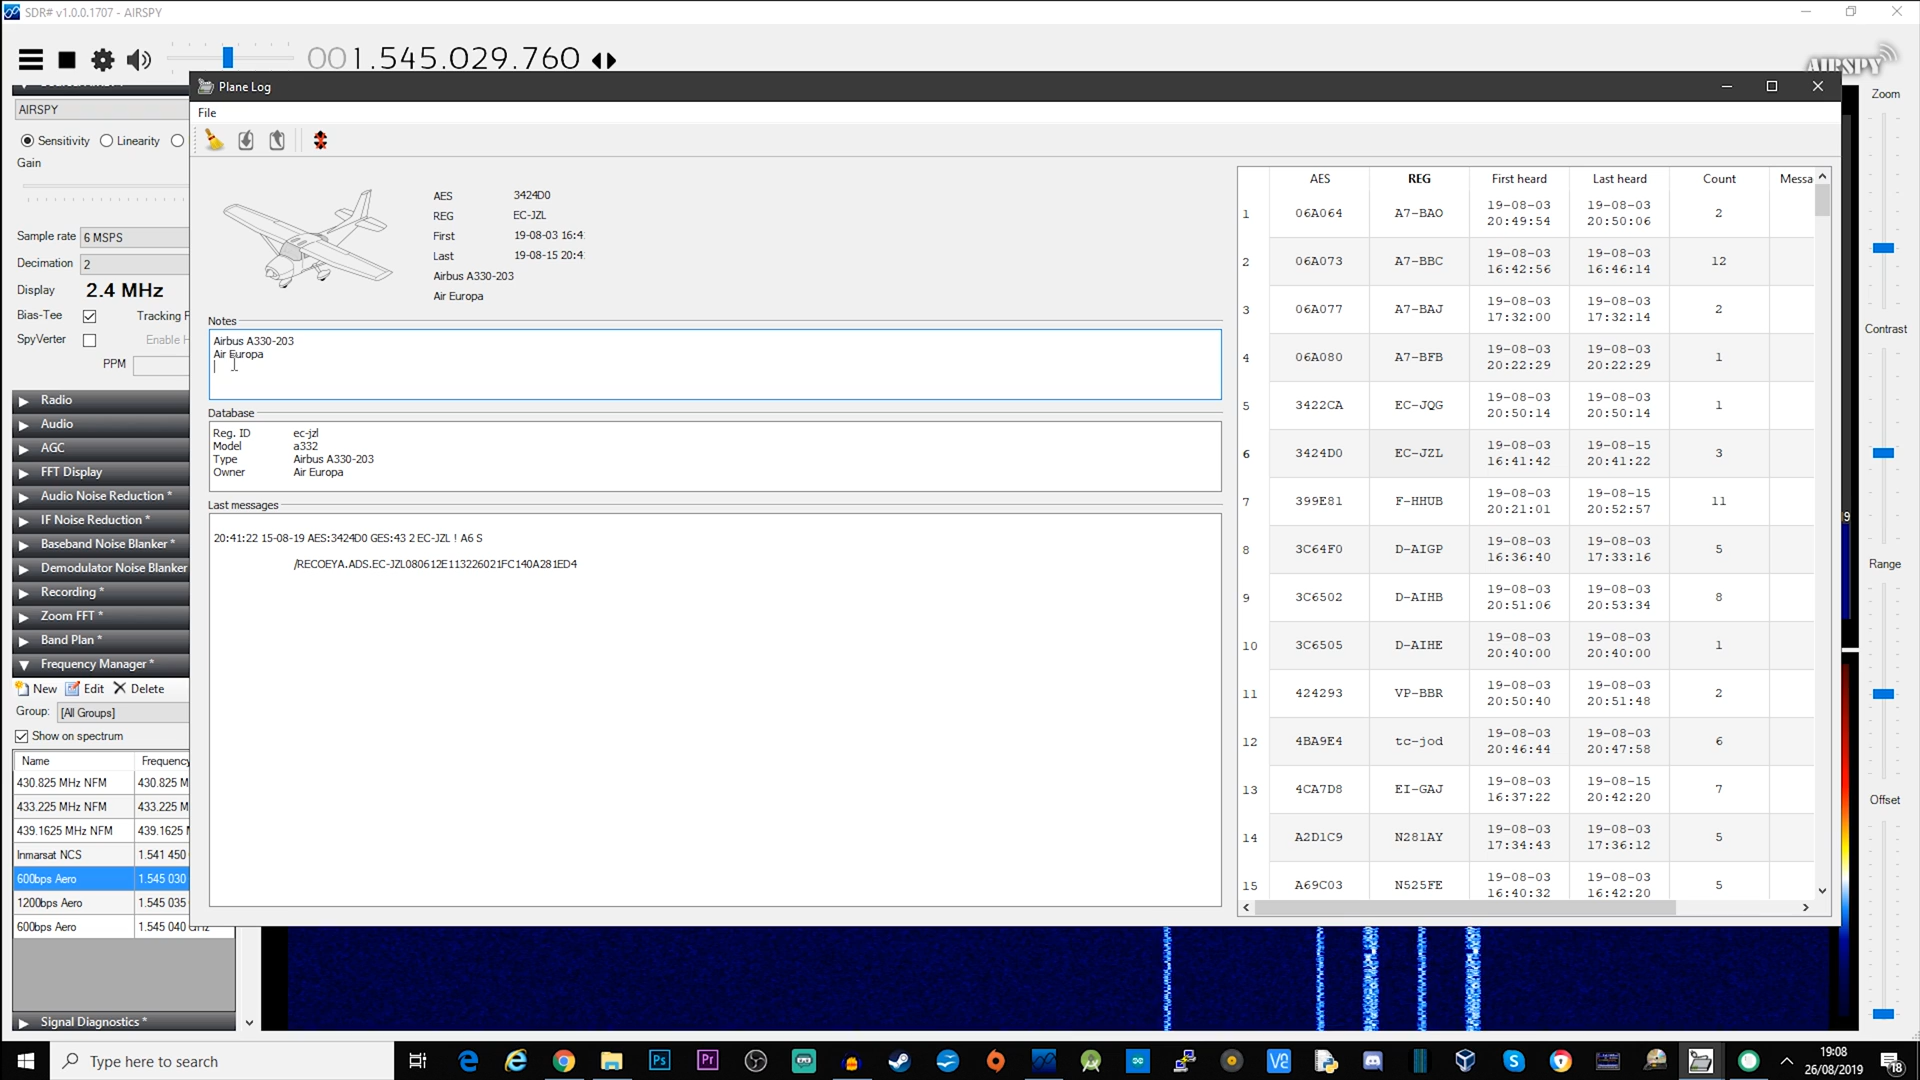 SDR# v1.0.0.1707 - AIRSPY
001.545.029.760
AIRSPY
Plane Log
File
AIRSPY
Sensitivity
Linearity
Gain
Sample rate
6 MSPS
Decimation
2
Display
2.4 MHz
Bias-Tee
Tracking F
SpyVerter
Enable H
PPM
Radio
Audio
AGC
FFT Display
Audio Noise Reduction *
IF Noise Reduction *
Baseband Noise Blanker *
Demodulator Noise Blanker
Recording *
Zoom FFT *
Band Plan *
Frequency Manager *
New Edit Delete
Group: [All Groups]
Show on spectrum
Name Frequency
430.825 MHz NFM 430.825 M
433.225 MHz NFM 433.225 M
439.1625 MHz NFM 439.1625
Inmarsat NCS 1.541 450
600bps Aero 1.545 030
1200bps Aero 1.545 035
600bps Aero 1.545 040 GHz
Signal Diagnostics *
AES 3424D0
REG EC-JZL
First 19-08-03 16:4
Last 19-08-15 20:4
Airbus A330-203
Air Europa
Notes
Airbus A330-203
Air Europa
Database
Reg. ID ec-jzl
Model a332
Type Airbus A330-203
Owner Air Europa
Last messages
20:41:22 15-08-19 AES:3424D0 GES:43 2 EC-JZL ! A6 S
/RECOEYA.ADS.EC-JZL080612E113226021FC140A281ED4
AES REG First heard Last heard Count Messa
1 06A064 A7-BAO 19-08-03 20:49:54 19-08-03 20:50:06 2
2 06A073 A7-BBC 19-08-03 16:42:56 19-08-03 16:46:14 12
3 06A077 A7-BAJ 19-08-03 17:32:00 19-08-03 17:32:14 2
4 06A080 A7-BFB 19-08-03 20:22:29 19-08-03 20:22:29 1
5 3422CA EC-JQG 19-08-03 20:50:14 19-08-03 20:50:14 1
6 3424D0 EC-JZL 19-08-03 16:41:42 19-08-15 20:41:22 3
7 399E81 F-HHUB 19-08-03 20:21:01 19-08-15 20:52:57 11
8 3C64F0 D-AIGP 19-08-03 16:36:40 19-08-03 17:33:16 5
9 3C6502 D-AIHB 19-08-03 20:51:06 19-08-03 20:53:34 8
10 3C6505 D-AIHE 19-08-03 20:40:00 19-08-03 20:40:00 1
11 424293 VP-BBR 19-08-03 20:50:40 19-08-03 20:51:48 2
12 4BA9E4 tc-jod 19-08-03 20:46:44 19-08-03 20:47:58 6
13 4CA7D8 EI-GAJ 19-08-03 16:37:22 19-08-15 20:42:20 7
14 A2D1C9 N281AY 19-08-03 17:34:43 19-08-03 17:36:12 5
15 A69C03 N525FE 19-08-03 16:40:32 19-08-03 16:42:20 5
Zoom
Contrast
Range
Offset
Type here to search
Ps
Pr
19:08
26/08/2019
18